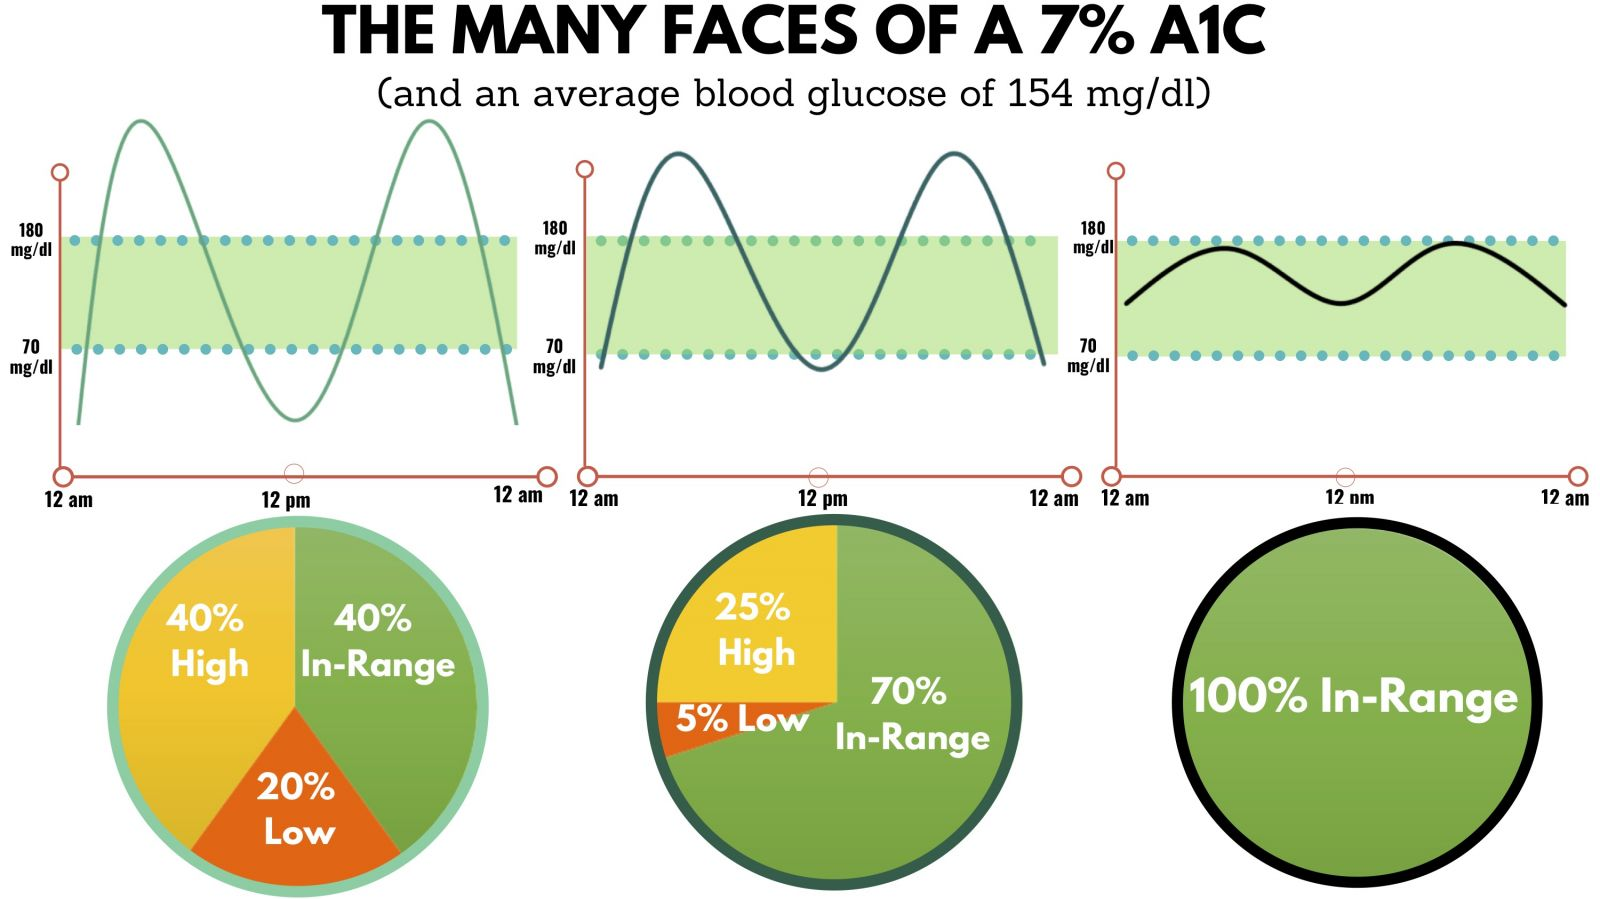 THE MANY FACES OF A 7% A1C
(and an average blood glucose of 154 mg/dl)
180
mg/dl
70
mg/dl
12 am
12 pm
12 am
180
mg/dl
70
mg/dl
12 am
12 pm
12 am
180
mg/dl
70
mg/dl
12 am
12 pm
12 am
40%
High
40%
In-Range
20%
Low
25%
High
5% Low
70%
In-Range
100% In-Range